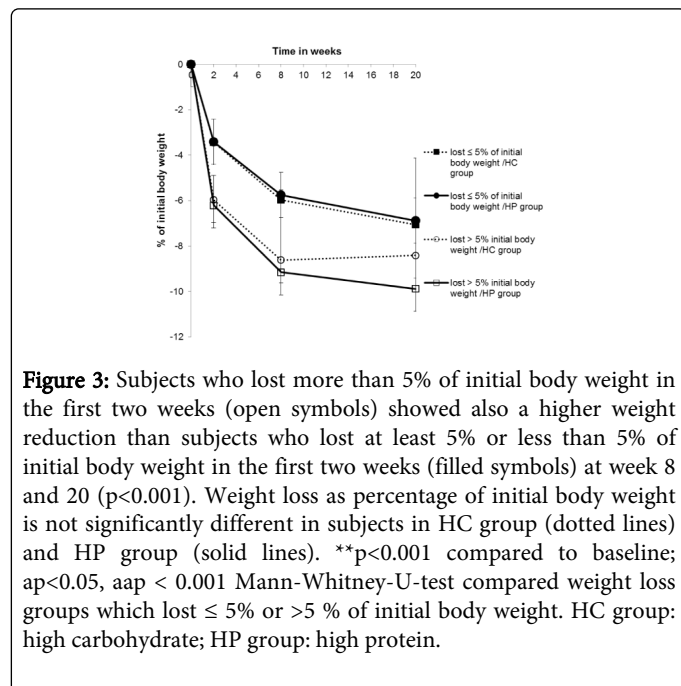 Time in weeks
0 2 4 6 8 10 12 14 16 18 20
0
-2
-4
-6
-8
-10
-12
% of initial body weight
lost ≤ 5% of initial
body weight /HC
group
lost ≤ 5% of initial
body weight /HP group
lost > 5% initial body
weight /HC group
lost > 5% initial body
weight /HP group
Figure 3: Subjects who lost more than 5% of initial body weight in
the first two weeks (open symbols) showed also a higher weight
reduction than subjects who lost at least 5% or less than 5% of
initial body weight in the first two weeks (filled symbols) at week 8
and 20 (p<0.001). Weight loss as percentage of initial body weight
is not significantly different in subjects in HC group (dotted lines)
and HP group (solid lines). **p<0.001 compared to baseline;
ap<0.05, aap < 0.001 Mann-Whitney-U-test compared weight loss
groups which lost ≤ 5% or >5 % of initial body weight. HC group:
high carbohydrate; HP group: high protein.